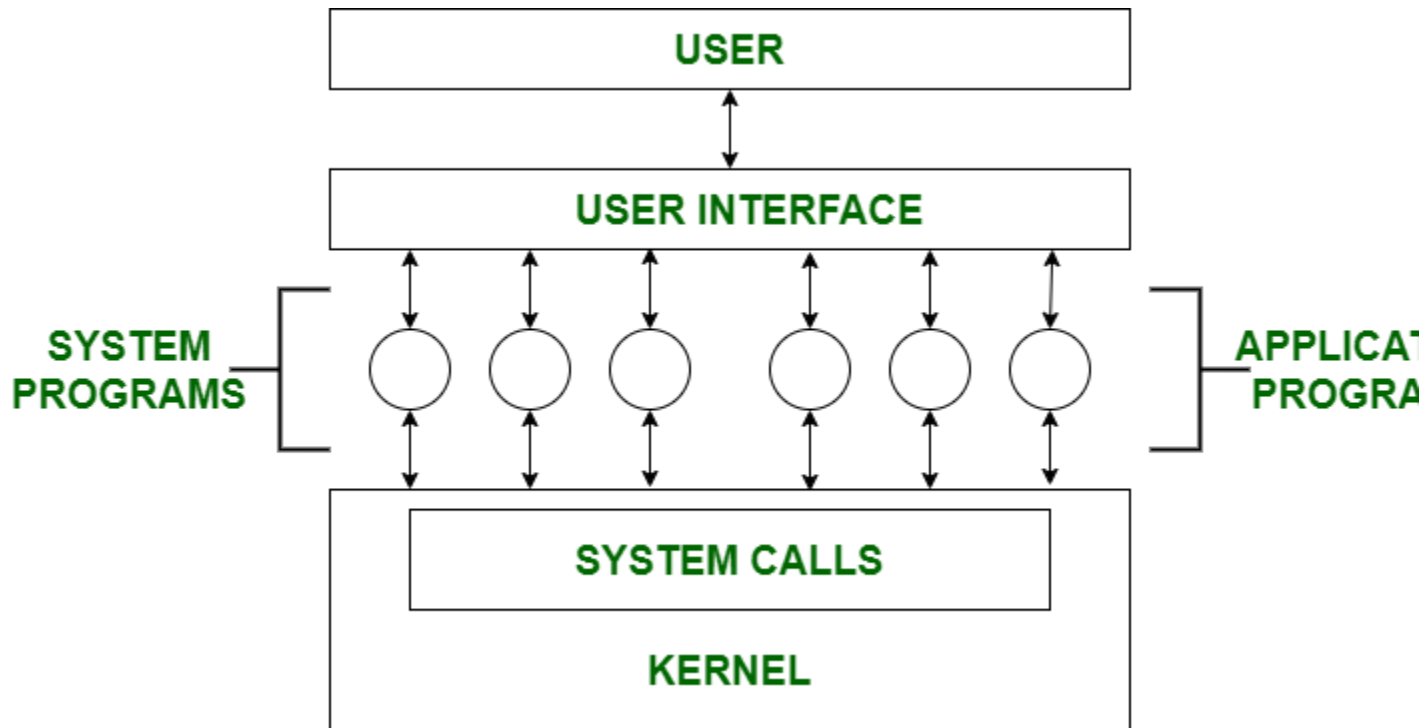 USER
USER INTERFACE
SYSTEM
PROGRAMS
SYSTEM CALLS
KERNEL